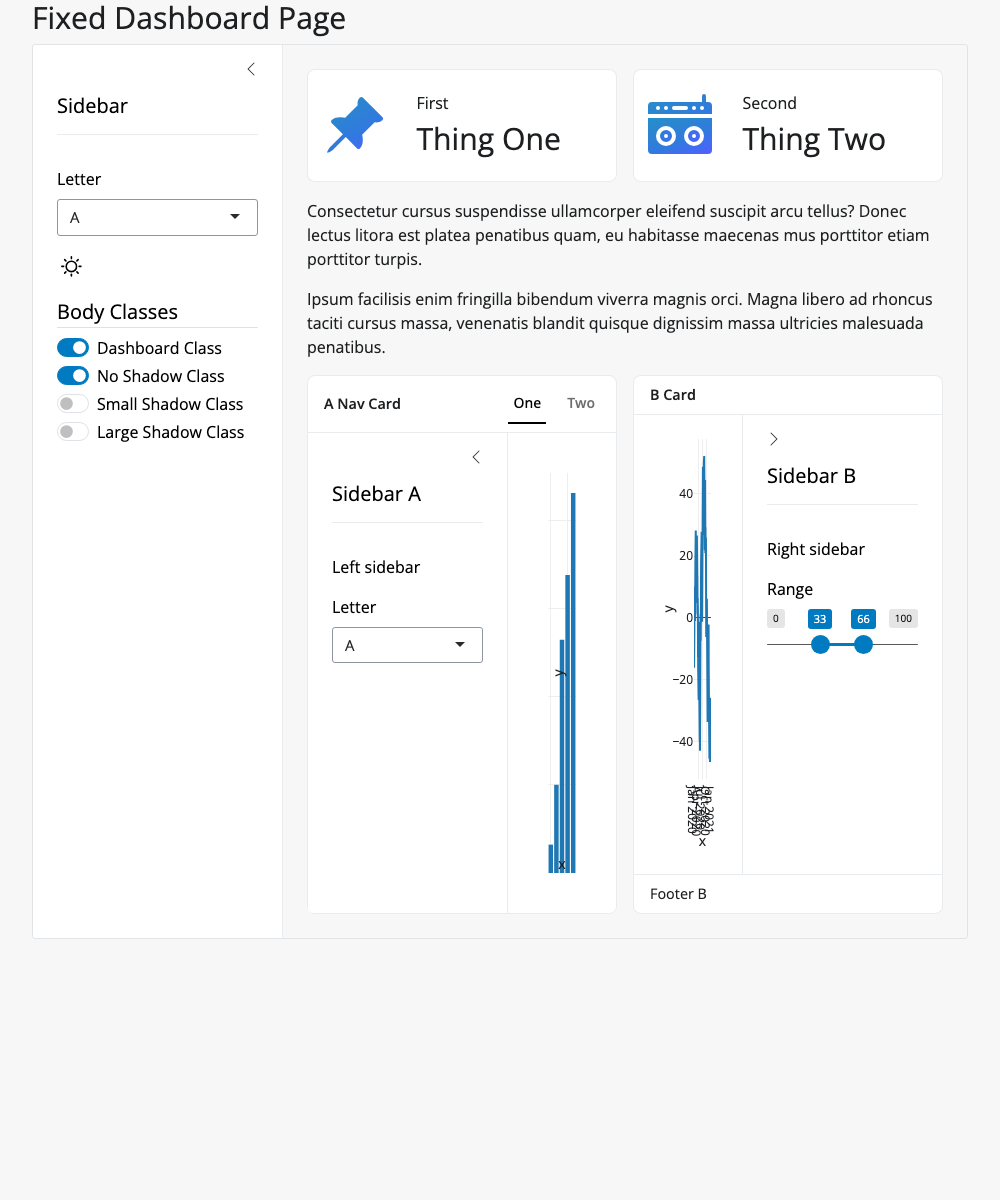 Fixed Dashboard Page
Sidebar
Letter
A
Body Classes
Dashboard Class
No Shadow Class
Small Shadow Class
Large Shadow Class
First
Thing One
Second
Thing Two
Consectetur cursus suspendisse ullamcorper eleifend suscipit arcu tellus? Donec
lectus litora est platea penatibus quam, eu habitasse maecenas mus porttitor etiam
porttitor turpis.
Ipsum facilisis enim fringilla bibendum viverra magnis orci. Magna libero ad rhoncus
taciti cursus massa, venenatis blandit quisque dignissim massa ultricies malesuada
penatibus.
A Nav Card
One
Two
Sidebar A
Left sidebar
Letter
A
y
x
B Card
40
20
0
−20
−40
y
Jan 2020
Jan 2021
x
Sidebar B
Right sidebar
Range
0
33
66
100
Footer B